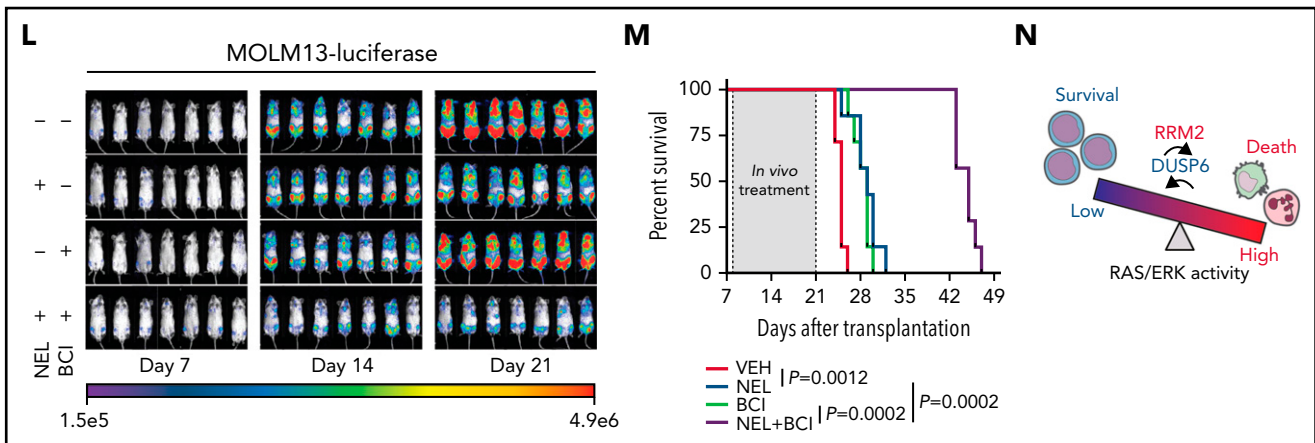 L
MOLM13-luciferase
– –
+ –
– +
+ +
NEL
BCI
Day 7
Day 14
Day 21
1.5e5
4.9e6
M
Percent survival
100
75
50
25
0
In vivo
treatment
7 14 21 28 35 42 49
Days after transplantation
VEH
NEL
BCI
NEL+BCI
P=0.0012
P=0.0002
P=0.0002
N
Survival
RRM2
DUSP6
Death
Low
High
RAS/ERK activity